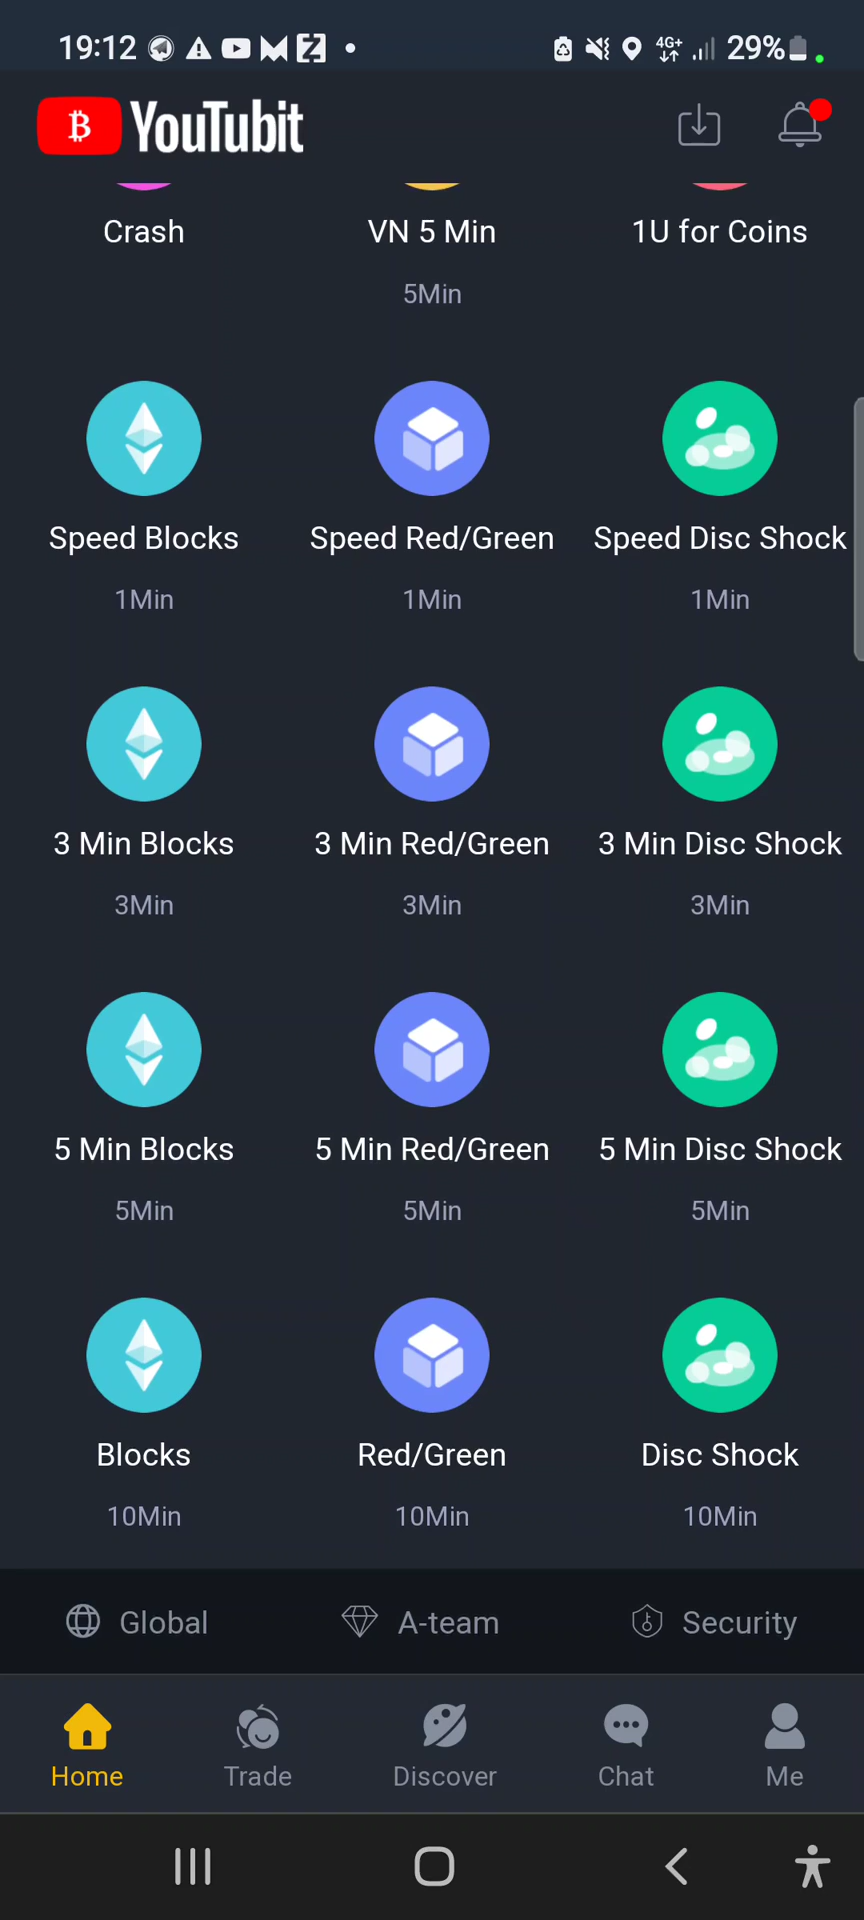 19:12
4G+ 29%
YouTubit
Crash VN 5 Min 1U for Coins
5Min
Speed Blocks Speed Red/Green Speed Disc Shock
1Min 1Min 1Min
3 Min Blocks 3 Min Red/Green 3 Min Disc Shock
3Min 3Min 3Min
5 Min Blocks 5 Min Red/Green 5 Min Disc Shock
5Min 5Min 5Min
Blocks Red/Green Disc Shock
10Min 10Min 10Min
Global A-team Security
Home Trade Discover Chat Me